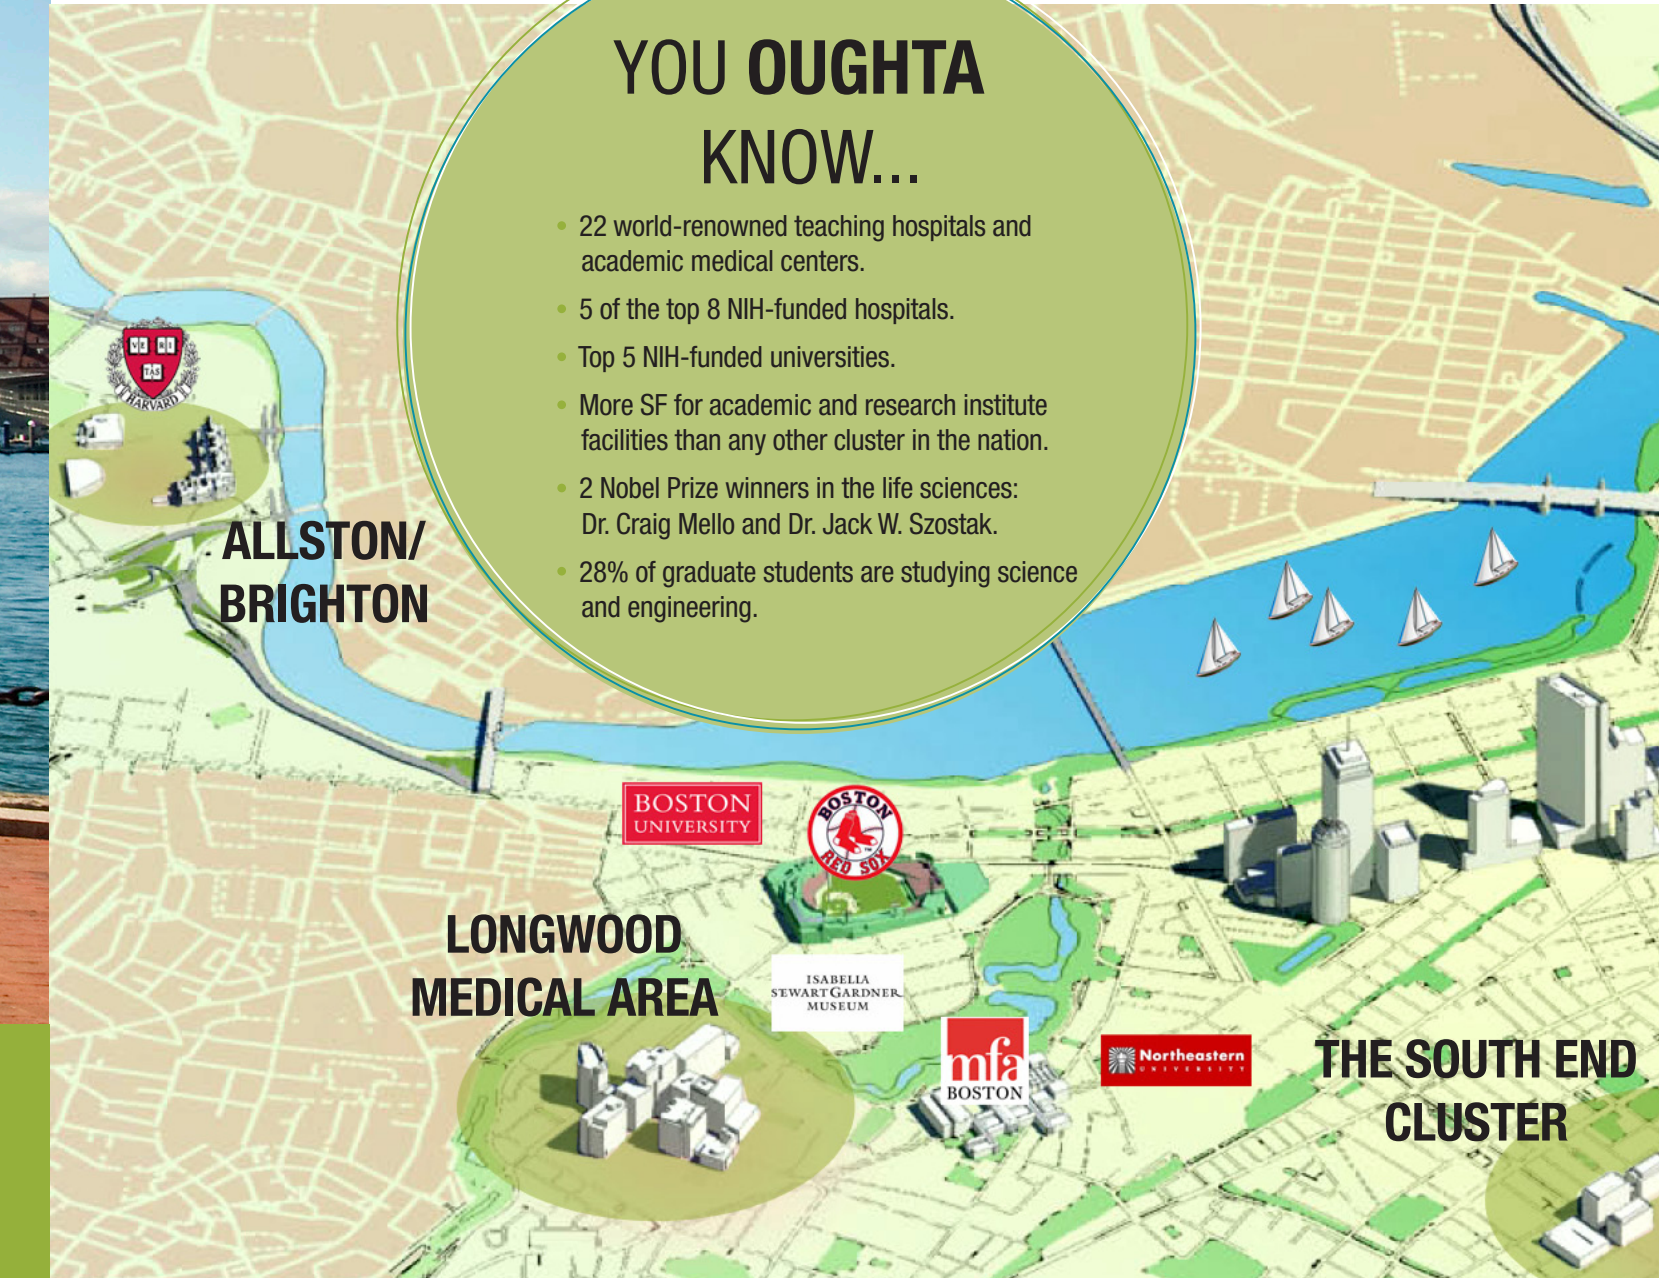 YOU OUGHTA
KNOW...
• 22 world-renowned teaching hospitals and
academic medical centers.
• 5 of the top 8 NIH-funded hospitals.
• Top 5 NIH-funded universities.
• More SF for academic and research institute
facilities than any other cluster in the nation.
• 2 Nobel Prize winners in the life sciences:
Dr. Craig Mello and Dr. Jack W. Szostak.
• 28% of graduate students are studying science
and engineering.
VE RI
TAS
HARVARD
ALLSTON/
BRIGHTON
BOSTON
UNIVERSITY
BOSTON
RED SOX
LONGWOOD
MEDICAL AREA
ISABELLA
STEWART GARDNER
MUSEUM
mfa
BOSTON
Northeastern
UNIVERSITY
THE SOUTH END
CLUSTER